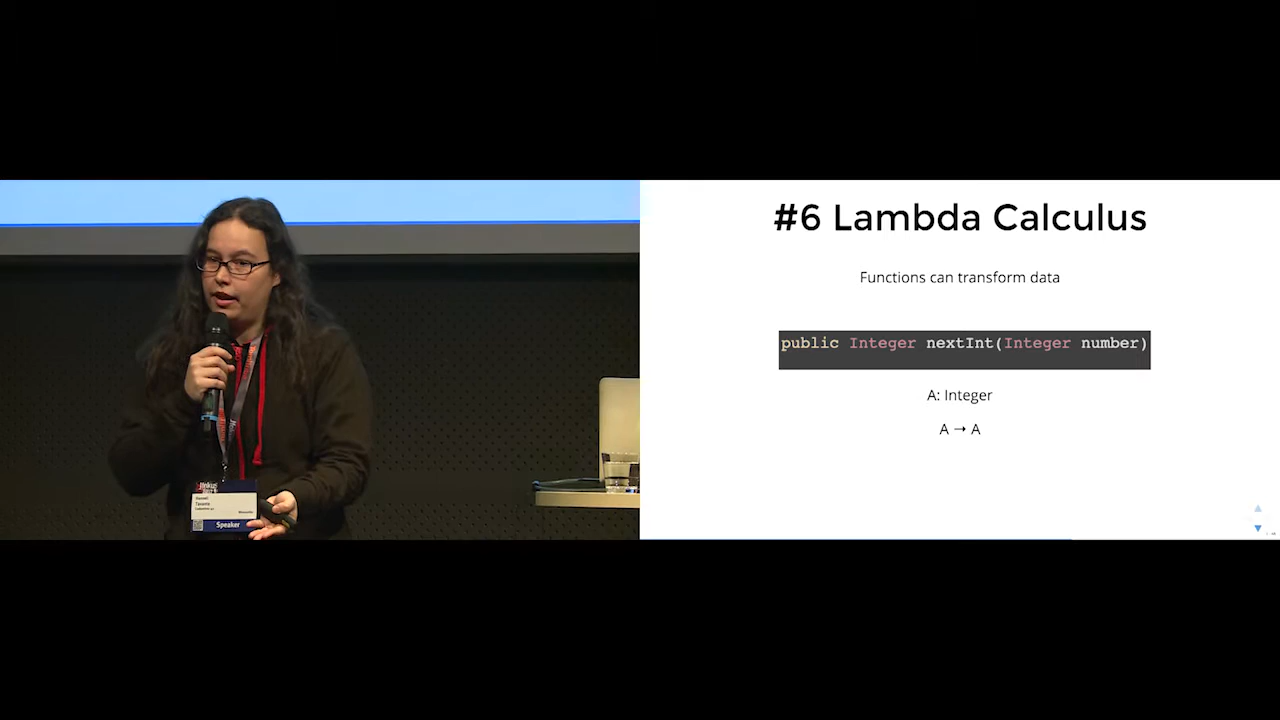 Speaker
#6 Lambda Calculus
Functions can transform data
public Integer nextInt(Integer number)
A: Integer
A → A